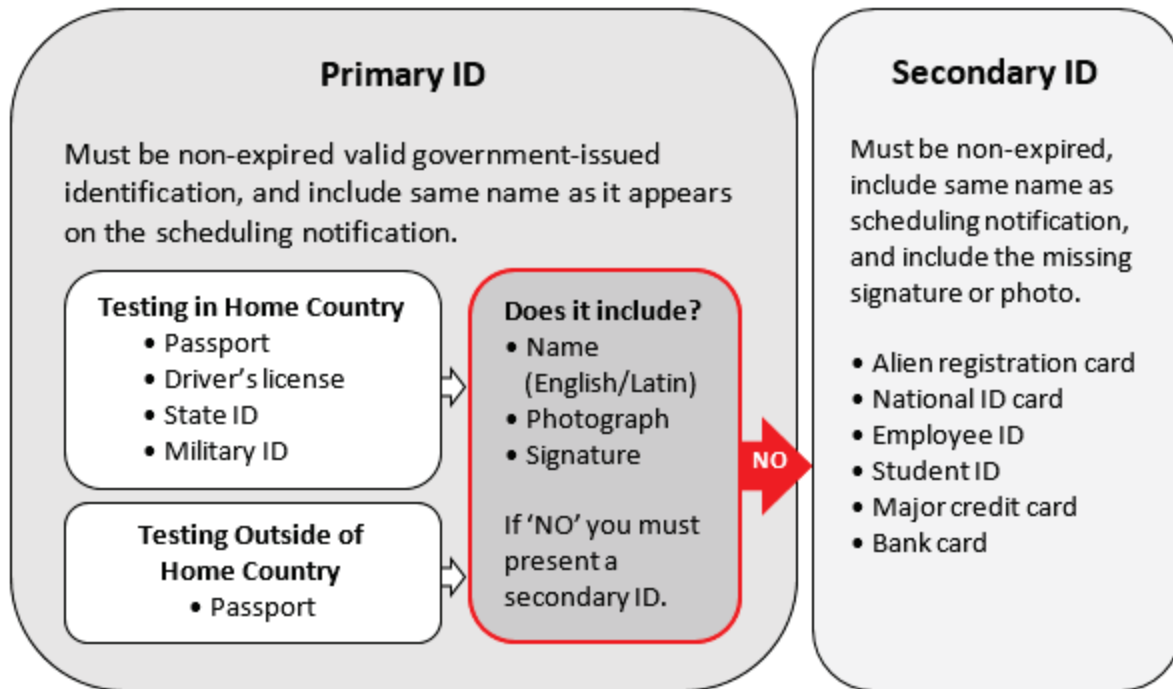 Primary ID
Must be non-expired valid government-issued
identification, and include same name as it appears
on the scheduling notification.
Testing in Home Country
• Passport
• Driver's license
• State ID
• Military ID
Testing Outside of
Home Country
• Passport
Does it include?
• Name
(English/Latin)
• Photograph
• Signature
If 'NO' you must
present a
secondary ID.
NO
Secondary ID
Must be non-expired,
include same name as
scheduling notification,
and include the missing
signature or photo.
• Alien registration card
• National ID card
• Employee ID
• Student ID
• Major credit card
• Bank card